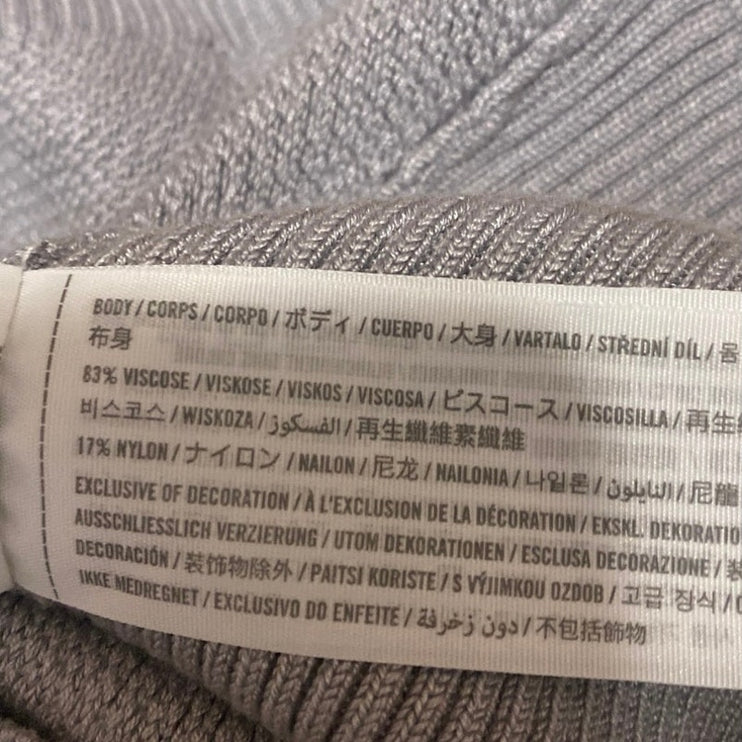 BODY / CORPS / CORPO / ボディ / CUERPO / 大身 / VARTALO / STŘEDNÍ DÍL / 몸
布身
83% VISCOSE / VISKOSE / VISKOS / VISCOSA / ビスコース / VISCOSILLA / 再生
비스코스 / WISKOZA / الفسكوز / 再生纖維素纖維
17% NYLON / ナイロン / NAILON / 尼龙 / NAILONIA / 나일론 / النايلون / 尼龍
EXCLUSIVE OF DECORATION / À L'EXCLUSION DE LA DÉCORATION / EKSKL. DEKORATIO
AUSSCHLIESSLICH VERZIERUNG / UTOM DEKORATIONEN / ESCLUSA DECORAZIONE /
DECORACIÓN / 装饰物除外 / PAITSI KORISTE / S VÝJIMKOU OZDOB / 고급 장식 /
IKKE MEDREGNET / EXCLUSIVO DO ENFEITE / دون زخرفة / 不包括飾物